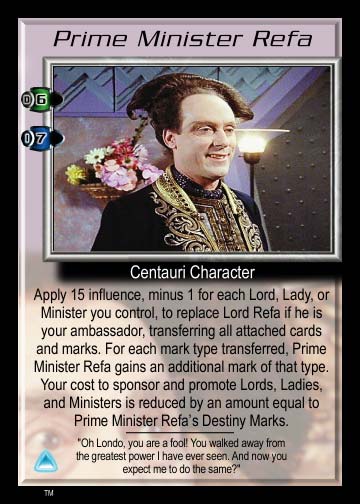 Prime Minister Refa
D 6
I 7
Centauri Character
Apply 15 influence, minus 1 for each Lord, Lady, or
Minister you control, to replace Lord Refa if he is
your ambassador, transferring all attached cards
and marks. For each mark type transferred, Prime
Minister Refa gains an additional mark of that type.
Your cost to sponsor and promote Lords, Ladies,
and Ministers is reduced by an amount equal to
Prime Minister Refa's Destiny Marks.
"Oh Londo, you are a fool! You walked away from
the greatest power I have ever seen. And now you
expect me to do the same?"
TM